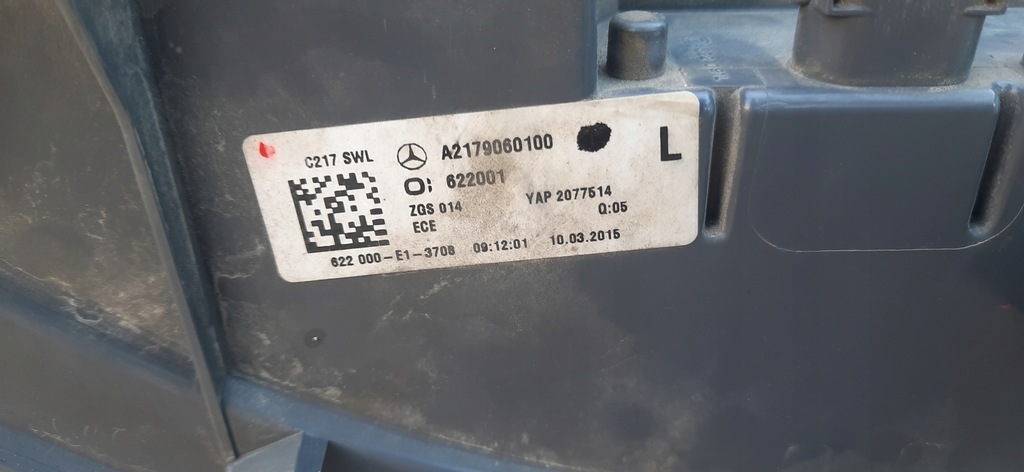 C217 SWL
A2179060100
L
O: 622001
ZGS 014
YAP 2077514
ECE
Q:05
622 000-E1-3708 09:12:01 10.03.2015